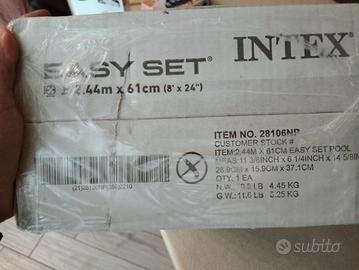 INTEX
EASY SET®
2.44m x 61cm (8' x 24")
ITEM NO. 28106NP
CUSTOMER STOCK #
ITEM:2.44M X 61CM EASY SET POOL
MEAS:11 3/8INCH X 6 1/4INCH X 14 5/8IN
28.9CM X 15.9CM X 37.1CM
QTY. 1 EA
N.W. 9.8 LB 4.45 KG
G.W.:11.6 LB 5.25 KG
subito